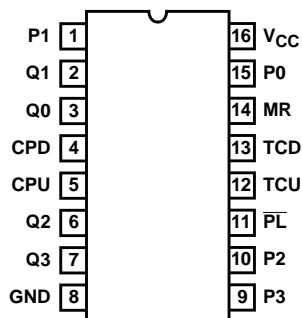 P1 1 16 VCC
Q1 2 15 P0
Q0 3 14 MR
CPD 4 13 TCD
CPU 5 12 TCU
Q2 6 11 P̅L̅
Q3 7 10 P2
GND 8 9 P3